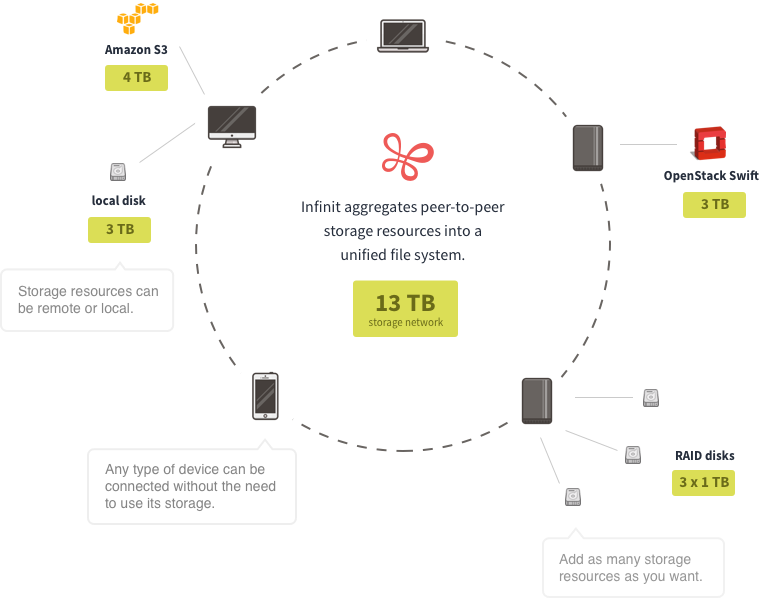 Amazon S3
4 TB
local disk
3 TB
Storage resources can
be remote or local.
Infinit aggregates peer-to-peer
storage resources into a
unified file system.
13 TB
storage network
OpenStack Swift
3 TB
Any type of device can be
connected without the need
to use its storage.
RAID disks
3 x 1 TB
Add as many storage
resources as you want.